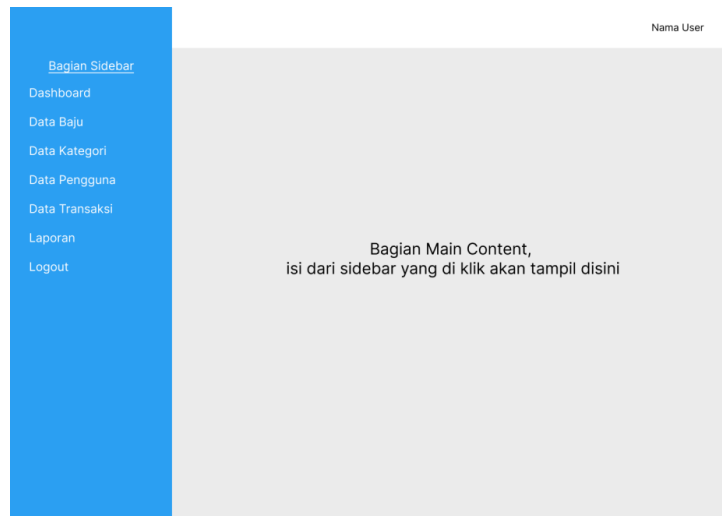 Nama User
Bagian Sidebar
Dashboard
Data Baju
Data Kategori
Data Pengguna
Data Transaksi
Laporan
Logout
Bagian Main Content,
isi dari sidebar yang di klik akan tampil disini